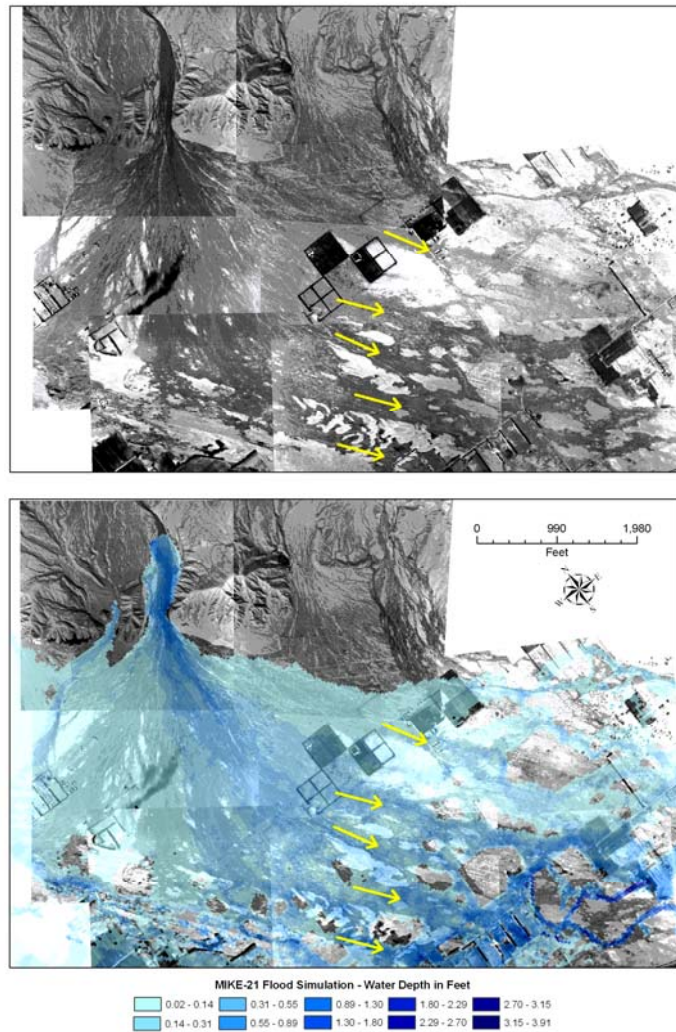 0 990 1,980
Feet
N
E
S
W
MIKE-21 Flood Simulation - Water Depth in Feet
0.02 - 0.14 0.31 - 0.55 0.89 - 1.30 1.80 - 2.29 2.70 - 3.15
0.14 - 0.31 0.55 - 0.89 1.30 - 1.80 2.29 - 2.70 3.15 - 3.91